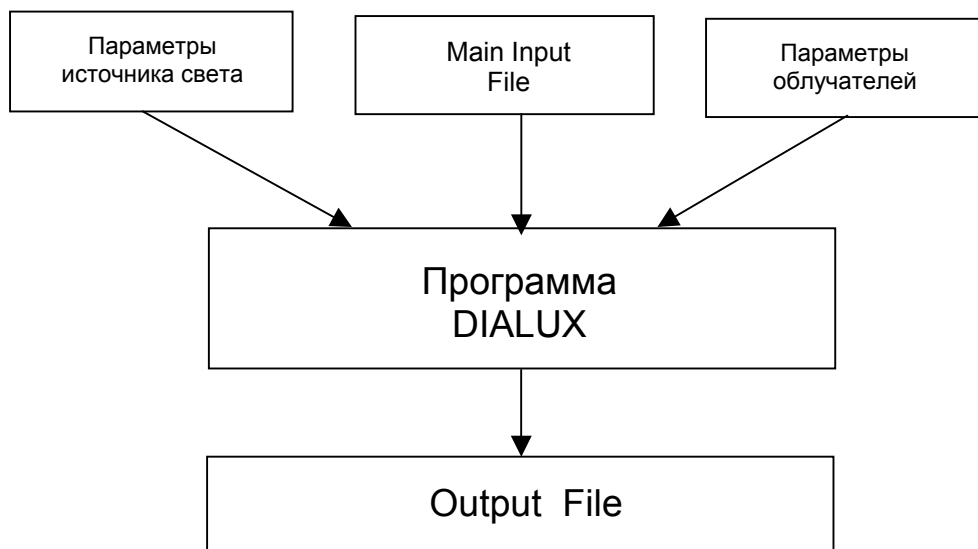 Параметры
источника света
Main Input
File
Параметры
облучателей
Программа
DIALUX
Output File